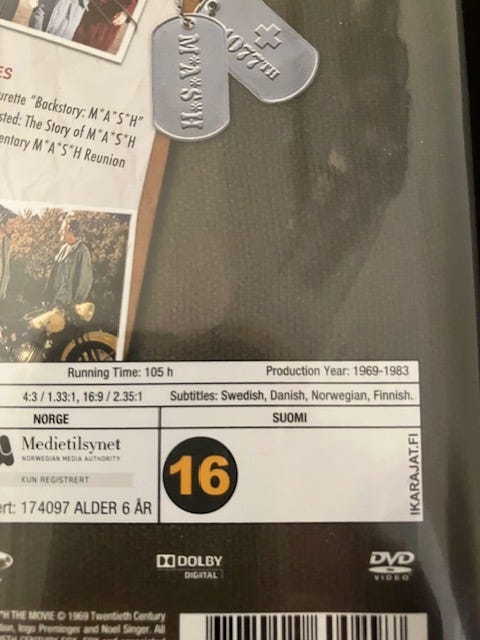 M*A*S*H
4077TH
ES
urette "Backstory: M*A*S*H"
sted: The Story of M*A*S*H
entary M*A*S*H Reunion
Running Time: 105 h
Production Year: 1969-1983
4:3 / 1.33:1, 16:9 / 2.35:1
Subtitles: Swedish, Danish, Norwegian, Finnish.
NORGE
SUOMI
Medietilsynet
NORWEGIAN MEDIA AUTHORITY
KUN REGISTRERT
ert: 174097 ALDER 6 ÅR
16
IKARAJAT.FI
DOLBY
DIGITAL
DVD
VIDEO
*H THE MOVIE © 1969 Twentieth Century
tion, Ingo Preminger and Noel Singer. All